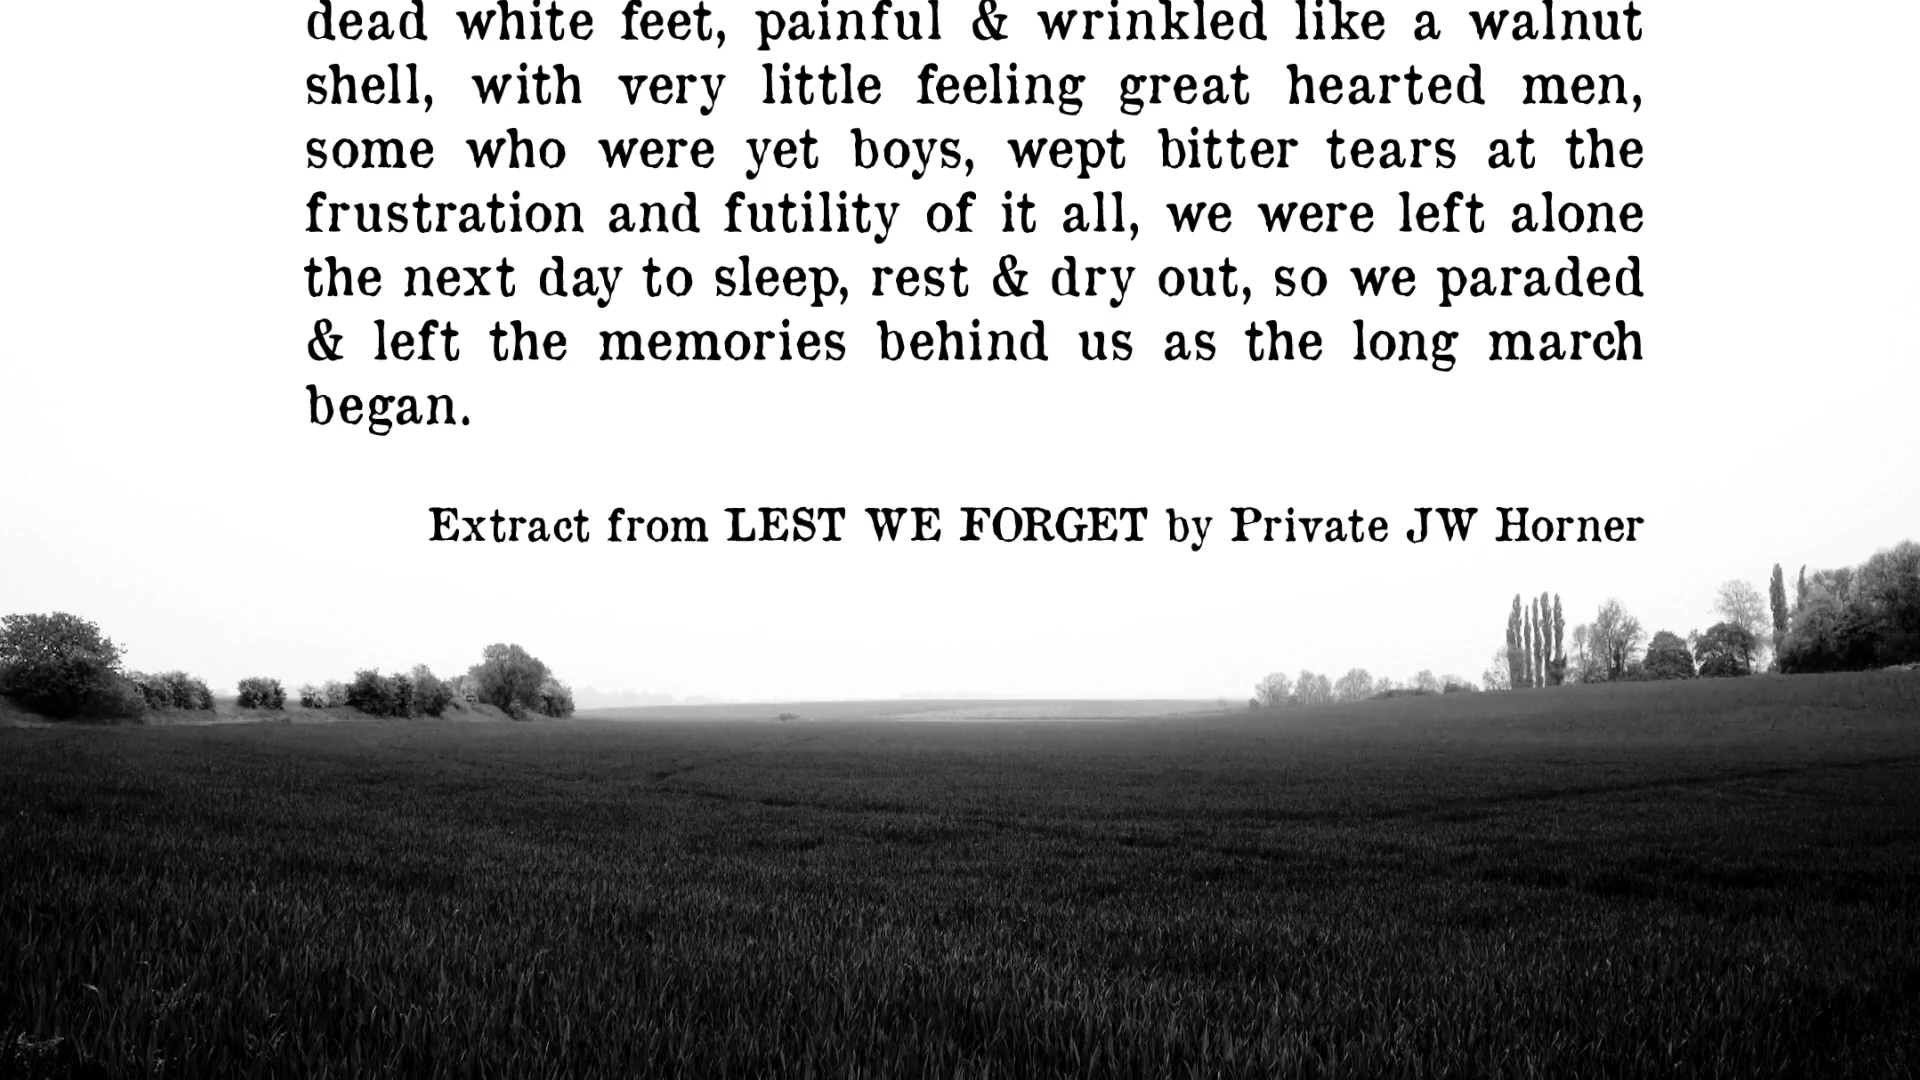 dead white feet, painful & wrinkled like a walnut
shell, with very little feeling great hearted men,
some who were yet boys, wept bitter tears at the
frustration and futility of it all, we were left alone
the next day to sleep, rest & dry out, so we paraded
& left the memories behind us as the long march
began.
Extract from LEST WE FORGET by Private JW Horner